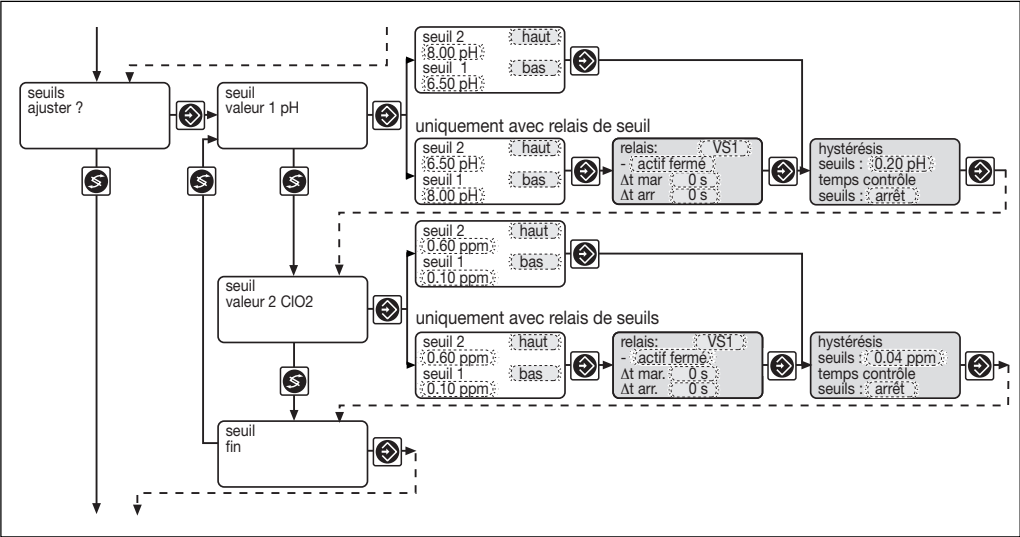 seuils
ajuster ?
seuil
valeur 1 pH
seuil 2 haut
8.00 pH
seuil 1 bas
6.50 pH
uniquement avec relais de seuil
seuil 2 haut
6.50 pH
seuil 1 bas
8.00 pH
relais: VS1
- actif fermé
Δt mar 0 s
Δt arr 0 s
hystérésis
seuils : 0.20 pH
temps contrôle
seuils : arrêt
seuil
valeur 2 ClO2
seuil 2 haut
0.60 ppm
seuil 1 bas
0.10 ppm
uniquement avec relais de seuils
seuil 2 haut
0.60 ppm
seuil 1 bas
0.10 ppm
relais: VS1
- actif fermé
Δt mar. 0 s
Δt arr. 0 s
hystérésis
seuils : 0.04 ppm
temps contrôle
seuils : arrêt
seuil
fin